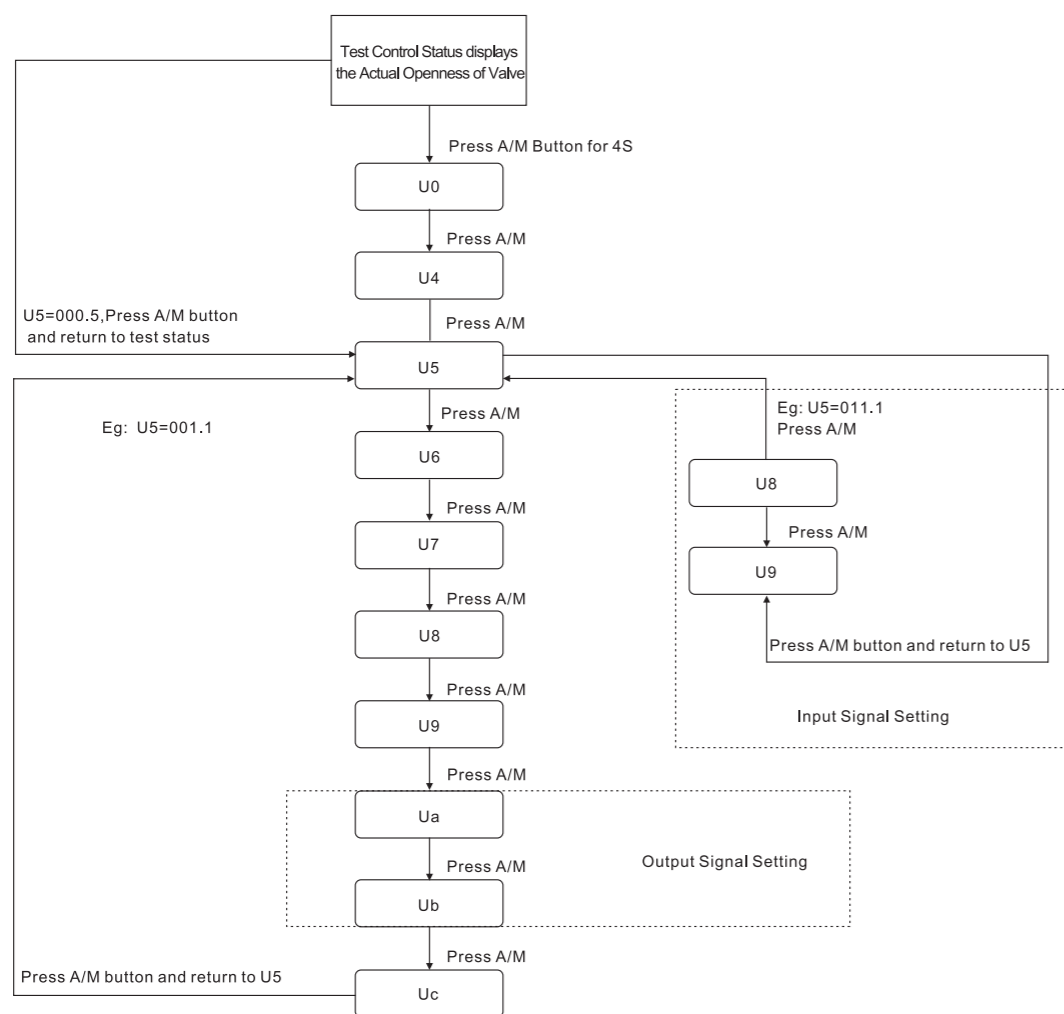 Test Control Status displays
the Actual Openness of Valve
Press A/M Button for 4S
U0
Press A/M
U4
U5=000.5,Press A/M button
and return to test status
Press A/M
U5
Eg: U5=001.1
Press A/M
U6
Press A/M
U7
Press A/M
U8
Press A/M
U9
Press A/M
Ua
Press A/M
Output Signal Setting
Ub
Press A/M
Press A/M button and return to U5
Uc
Eg: U5=011.1
Press A/M
U8
Press A/M
U9
Press A/M button and return to U5
Input Signal Setting